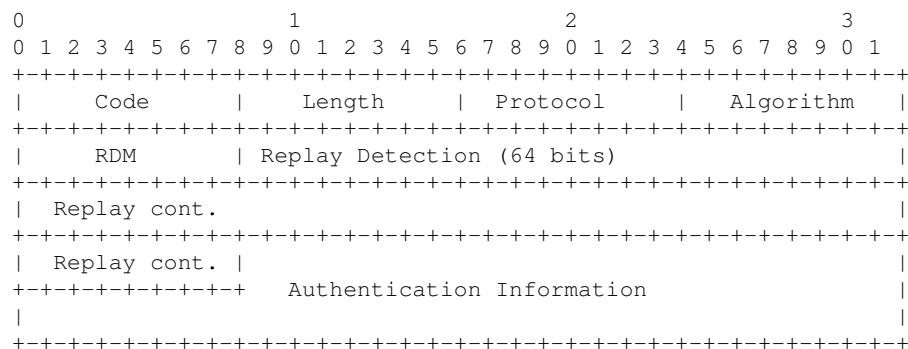 0                   1                   2                   3
0 1 2 3 4 5 6 7 8 9 0 1 2 3 4 5 6 7 8 9 0 1 2 3 4 5 6 7 8 9 0 1
+-+-+-+-+-+-+-+-+-+-+-+-+-+-+-+-+-+-+-+-+-+-+-+-+-+-+-+-+-+-+-+-+
|     Code      |    Length     |  Protocol     |   Algorithm   |
+-+-+-+-+-+-+-+-+-+-+-+-+-+-+-+-+-+-+-+-+-+-+-+-+-+-+-+-+-+-+-+-+
|     RDM       | Replay Detection (64 bits)                    |
+-+-+-+-+-+-+-+-+-+-+-+-+-+-+-+-+-+-+-+-+-+-+-+-+-+-+-+-+-+-+-+-+
|  Replay cont.                                                 |
+-+-+-+-+-+-+-+-+-+-+-+-+-+-+-+-+-+-+-+-+-+-+-+-+-+-+-+-+-+-+-+-+
|  Replay cont. |                                               |
+-+-+-+-+-+-+-+-+   Authentication Information                  |
|                                                               |
+-+-+-+-+-+-+-+-+-+-+-+-+-+-+-+-+-+-+-+-+-+-+-+-+-+-+-+-+-+-+-+-+